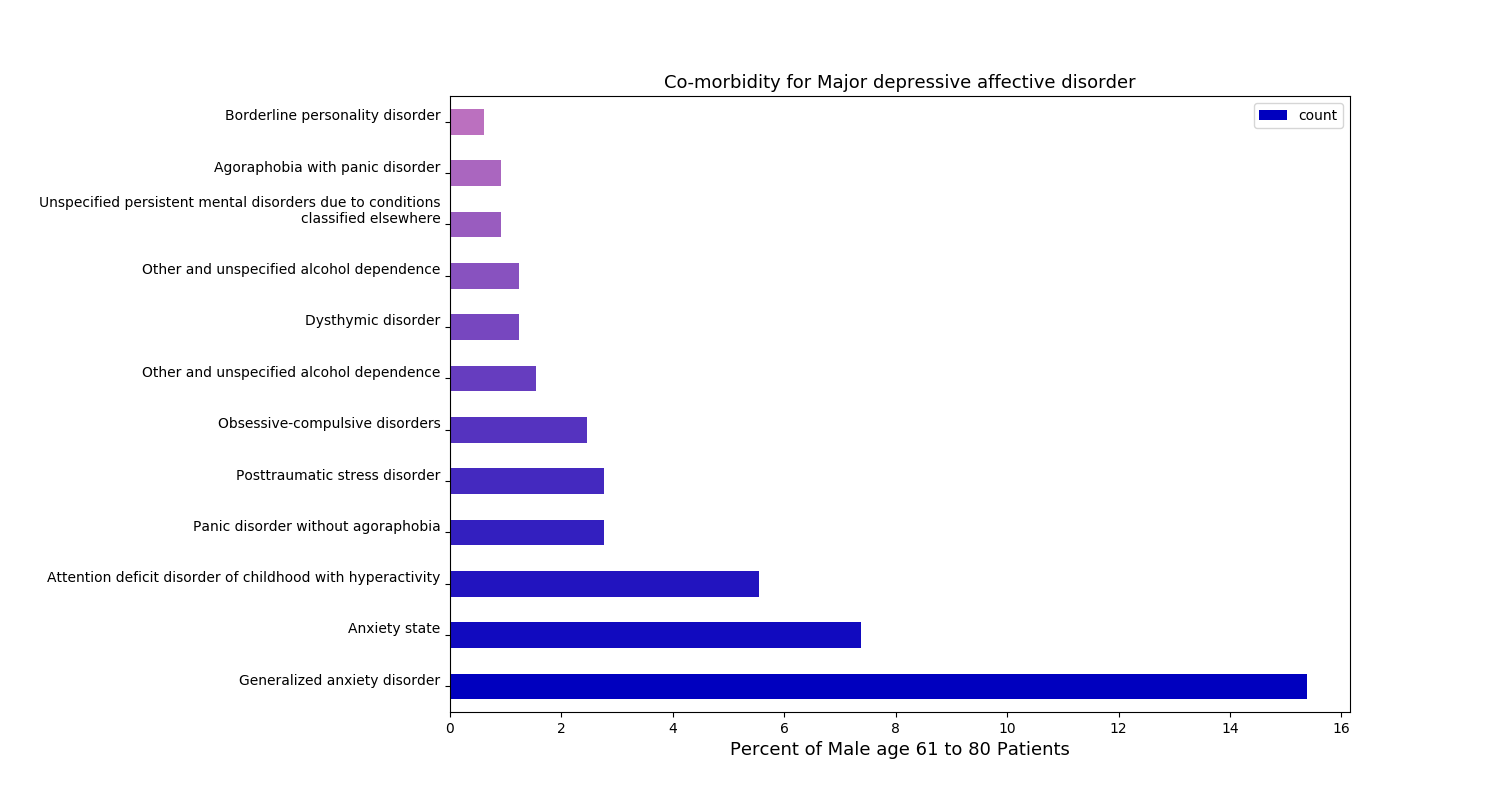 Co-morbidity for Major depressive affective disorder
count
Borderline personality disorder
Agoraphobia with panic disorder
Unspecified persistent mental disorders due to conditions
classified elsewhere
Other and unspecified alcohol dependence
Dysthymic disorder
Other and unspecified alcohol dependence
Obsessive-compulsive disorders
Posttraumatic stress disorder
Panic disorder without agoraphobia
Attention deficit disorder of childhood with hyperactivity
Anxiety state
Generalized anxiety disorder
0 2 4 6 8 10 12 14 16
Percent of Male age 61 to 80 Patients